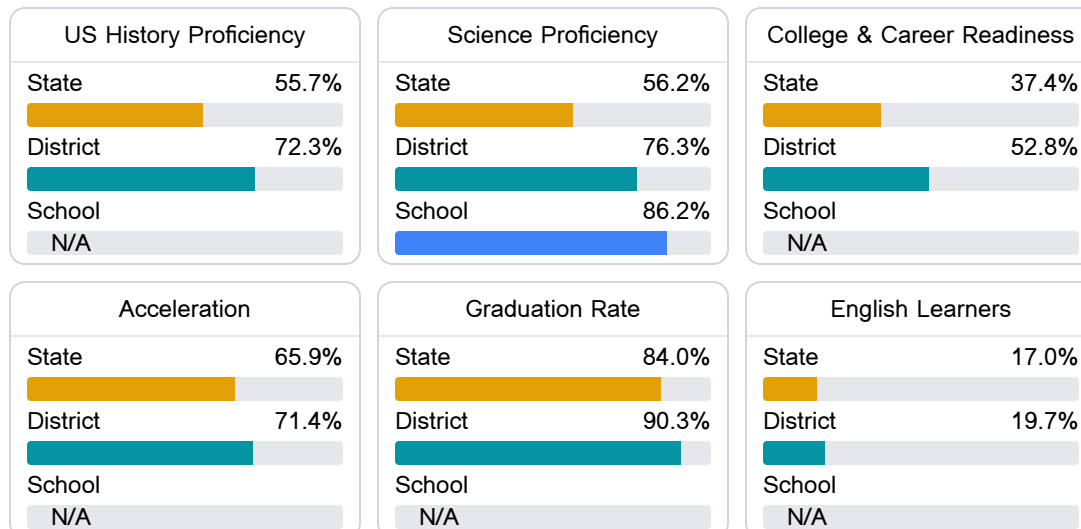 US History Proficiency
State 55.7%
District 72.3%
School
N/A
Science Proficiency
State 56.2%
District 76.3%
School 86.2%
College & Career Readiness
State 37.4%
District 52.8%
School
N/A
Acceleration
State 65.9%
District 71.4%
School
N/A
Graduation Rate
State 84.0%
District 90.3%
School
N/A
English Learners
State 17.0%
District 19.7%
School
N/A